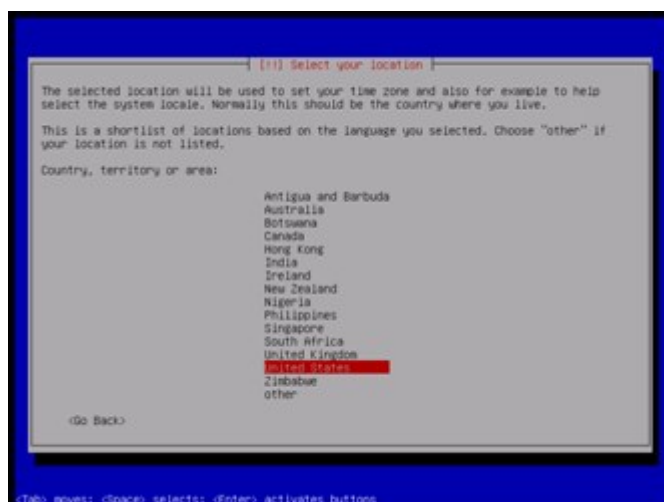 [!!] Select your location
The selected location will be used to set your time zone and also for example to help
select the system locale. Normally this should be the country where you live.
This is a shortlist of locations based on the language you selected. Choose "other" if
your location is not listed.
Country, territory or area:
Antigua and Barbuda
Australia
Botswana
Canada
Hong Kong
India
Ireland
New Zealand
Nigeria
Philippines
Singapore
South Africa
United Kingdom
United States
Zimbabwe
other
<Go Back>
<Tab> moves; <Space> selects; <Enter> activates buttons